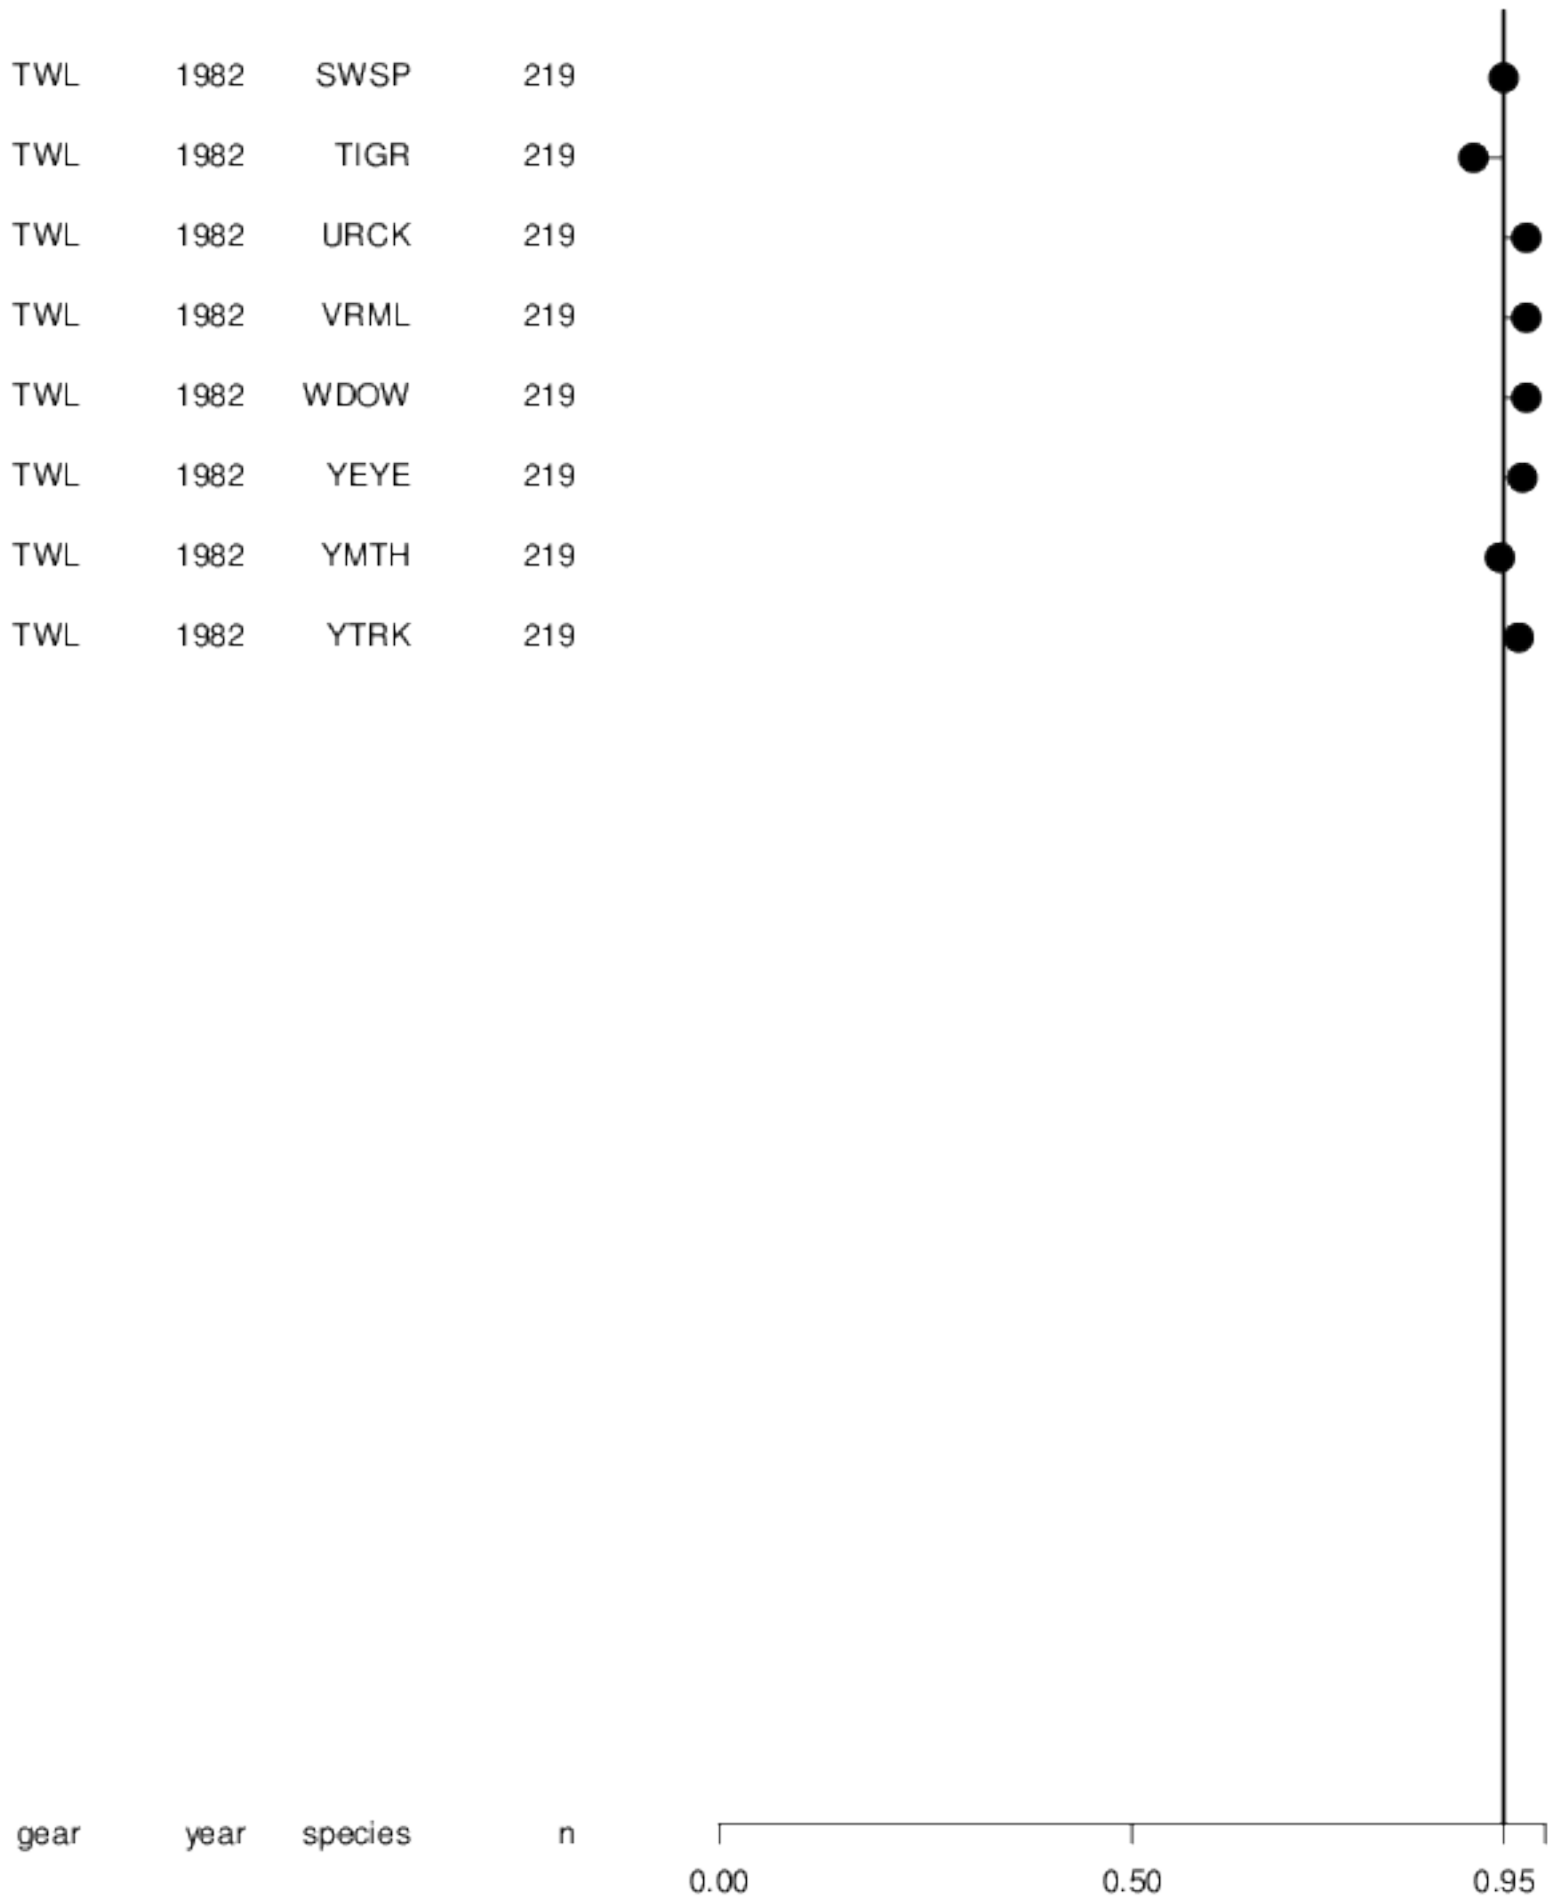 TWL 1982 SWSP 219
TWL 1982 TIGR 219
TWL 1982 URCK 219
TWL 1982 VRML 219
TWL 1982 WDOW 219
TWL 1982 YEYE 219
TWL 1982 YMTH 219
TWL 1982 YTRK 219
gear year species n
0.00 0.50 0.95